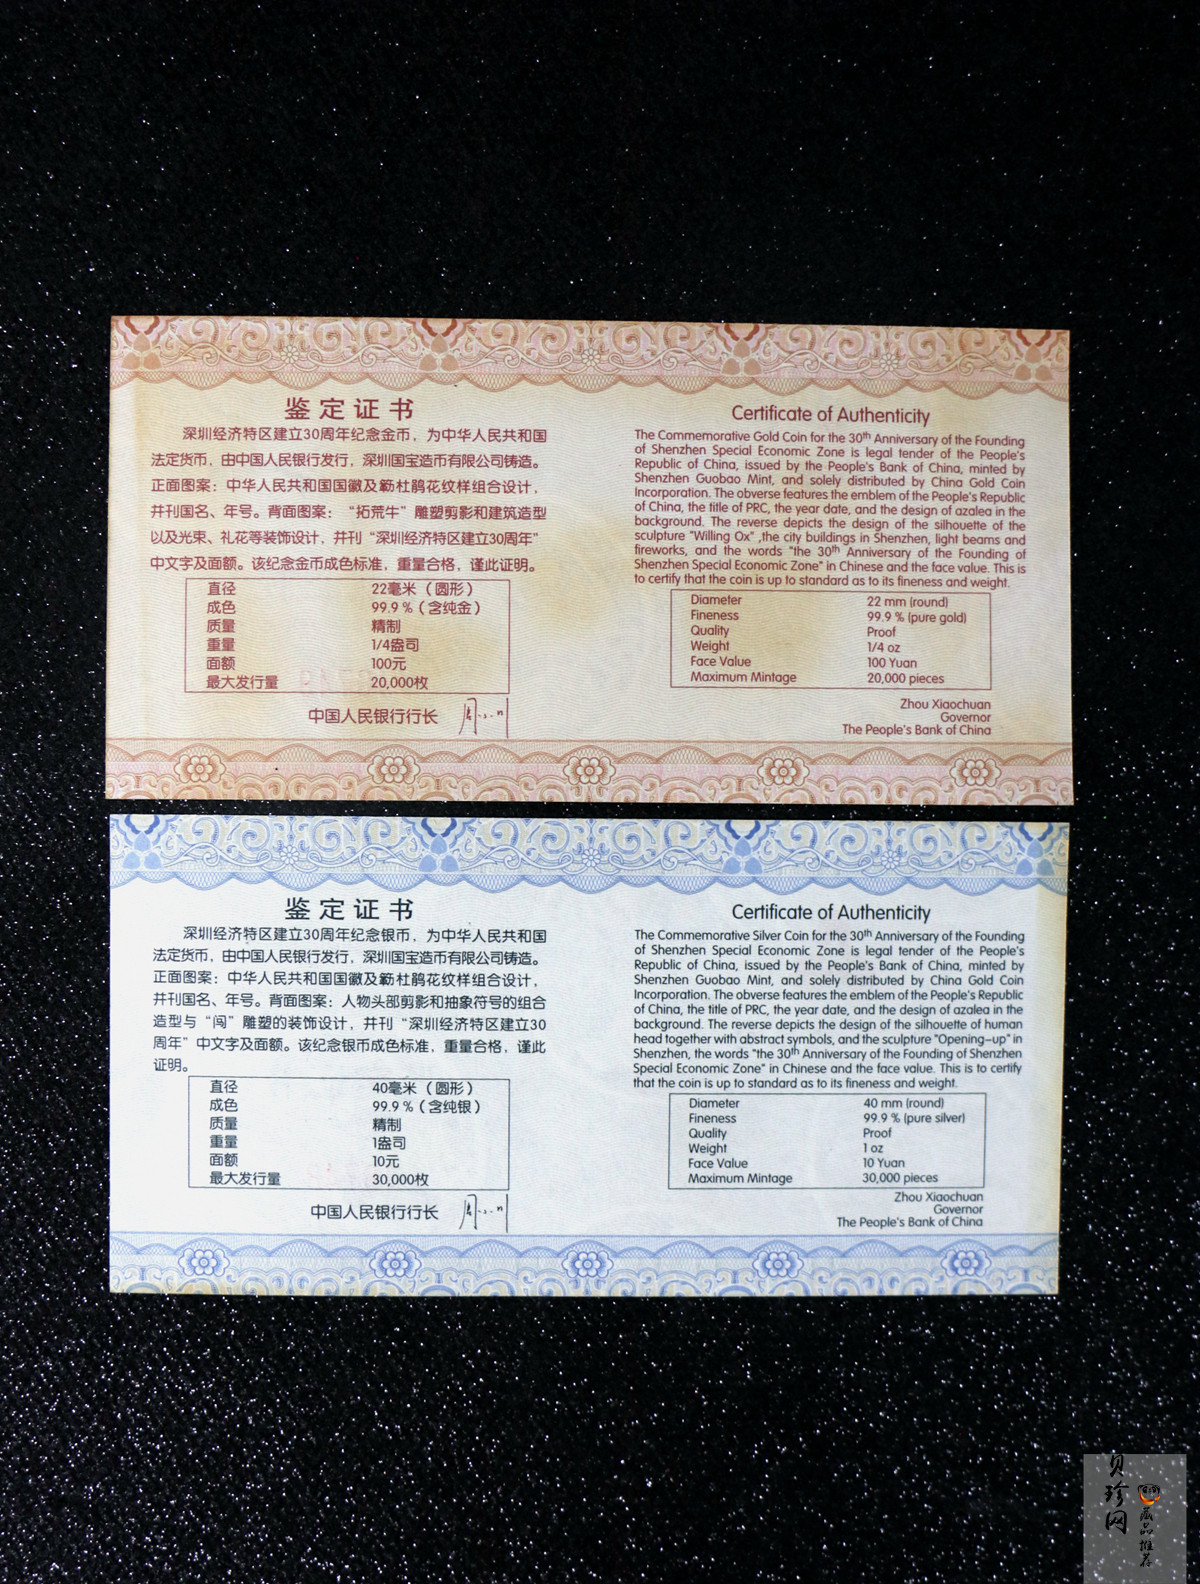 鉴定证书
深圳经济特区建立30周年纪念金币，为中华人民共和国
法定货币，由中国人民银行发行，深圳国宝造币有限公司铸造。
正面图案：中华人民共和国国徽及簕杜鹃花纹样组合设计，
并刊国名、年号。背面图案：“拓荒牛”雕塑剪影和建筑造型
以及光束、礼花等装饰设计，并刊“深圳经济特区建立30周年”
中文字及面额。该纪念金币成色标准，重量合格，谨此证明。
直径 22毫米（圆形）
成色 99.9％（含纯金）
质量 精制
重量 1/4盎司
面额 100元
最大发行量 20,000枚
中国人民银行行长
Certificate of Authenticity
The Commemorative Gold Coin for the 30th Anniversary of the Founding
of Shenzhen Special Economic Zone is legal tender of the People's
Republic of China, issued by the People's Bank of China, minted by
Shenzhen Guobao Mint, and solely distributed by China Gold Coin
Incorporation. The obverse features the emblem of the People's Republic
of China, the title of PRC, the year date, and the design of azalea in the
background. The reverse depicts the design of the silhouette of the
sculpture "Willing Ox" ,the city buildings in Shenzhen, light beams and
fireworks, and the words "the 30th Anniversary of the Founding of
Shenzhen Special Economic Zone" in Chinese and the face value. This is
to certify that the coin is up to standard as to its fineness and weight.
Diameter 22 mm (round)
Fineness 99.9 % (pure gold)
Quality Proof
Weight 1/4 oz
Face Value 100 Yuan
Maximum Mintage 20,000 pieces
Zhou Xiaochuan
Governor
The People's Bank of China
鉴定证书
深圳经济特区建立30周年纪念银币，为中华人民共和国
法定货币，由中国人民银行发行，深圳国宝造币有限公司铸造。
正面图案：中华人民共和国国徽及簕杜鹃花纹样组合设计，
并刊国名、年号。背面图案：人物头部剪影和抽象符号的组合
造型与“闯”雕塑的装饰设计，并刊“深圳经济特区建立30
周年”中文字及面额。该纪念银币成色标准，重量合格，谨此
证明。
直径 40毫米（圆形）
成色 99.9％（含纯银）
质量 精制
重量 1盎司
面额 10元
最大发行量 30,000枚
中国人民银行行长
Certificate of Authenticity
The Commemorative Silver Coin for the 30th Anniversary of the Founding
of Shenzhen Special Economic Zone is legal tender of the People's
Republic of China, issued by the People's Bank of China, minted by
Shenzhen Guobao Mint, and solely distributed by China Gold Coin
Incorporation. The obverse features the emblem of the People's Republic
of China, the title of PRC, the year date, and the design of azalea in the
background. The reverse depicts the design of the silhouette of human
head together with abstract symbols, and the sculpture "Opening-up" in
Shenzhen, the words "the 30th Anniversary of the Founding of Shenzhen
Special Economic Zone" in Chinese and the face value. This is to certify
that the coin is up to standard as to its fineness and weight.
Diameter 40 mm (round)
Fineness 99.9 % (pure silver)
Quality Proof
Weight 1 oz
Face Value 10 Yuan
Maximum Mintage 30,000 pieces
Zhou Xiaochuan
Governor
The People's Bank of China
贝珍网
藏品推荐